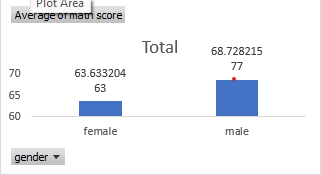 Plot Area
Average of math score
Total
63.633204
63
68.728215
77
70
65
60
female
male
gender